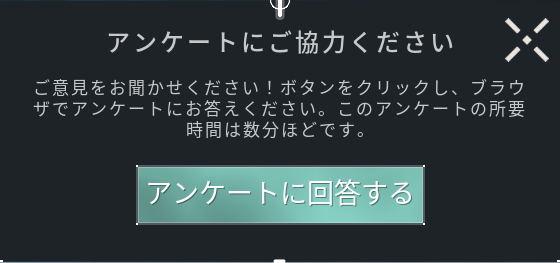 アンケートにご協力ください
ご意見をお聞かせください！ボタンをクリックし、ブラウ
ザでアンケートにお答えください。このアンケートの所要
時間は数分ほどです。
アンケートに回答する